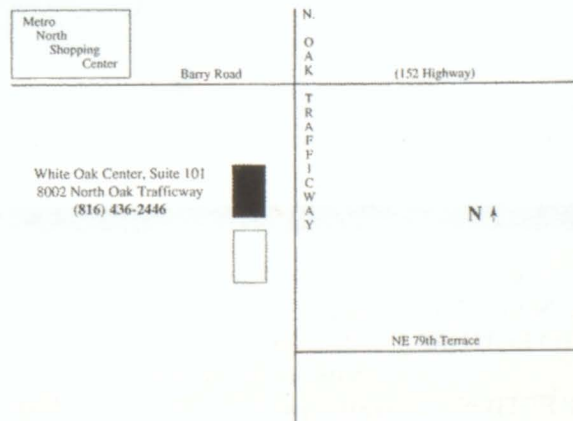 Metro
North
Shopping
Center
Barry Road
N. OAK TRAFFICWAY
(152 Highway)
White Oak Center, Suite 101
8002 North Oak Trafficway
(816) 436-2446
N
NE 79th Terrace